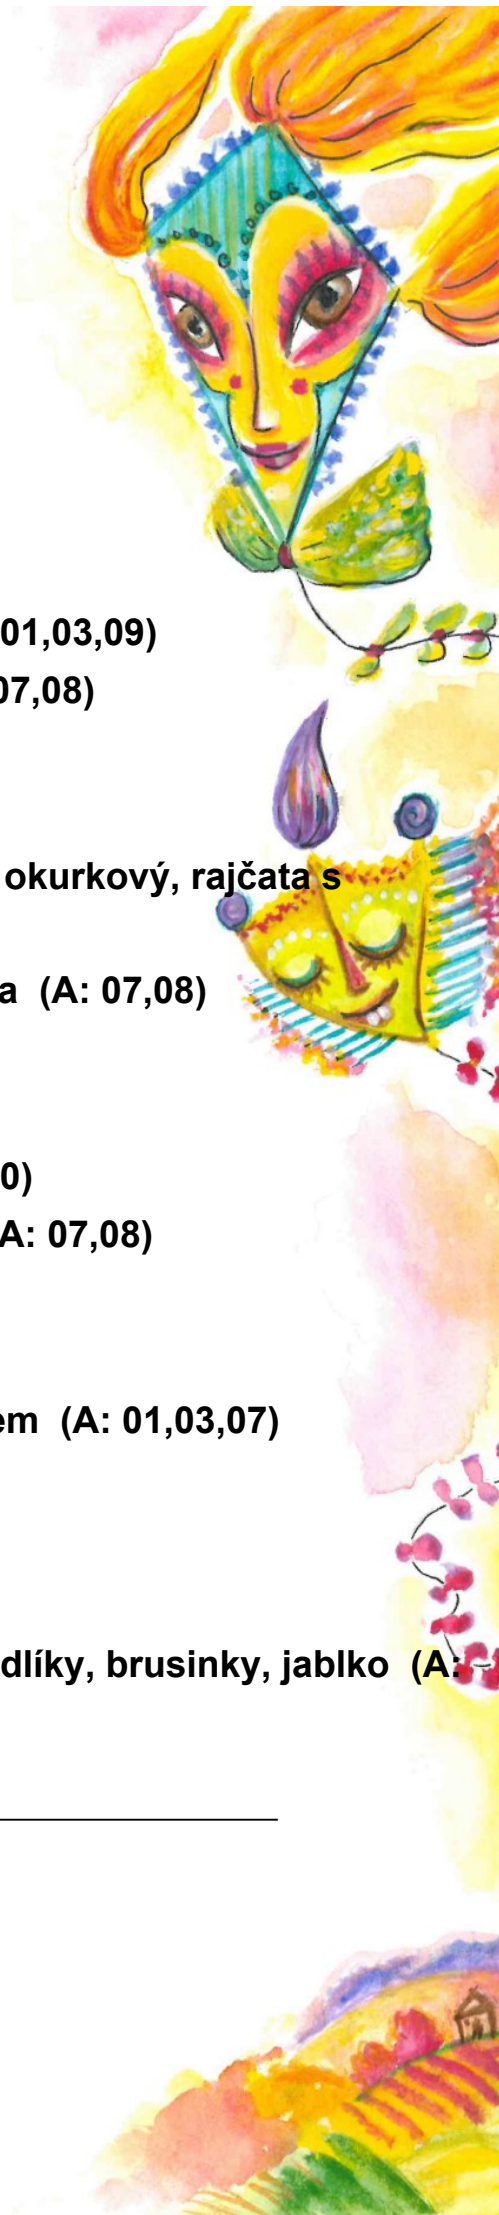 01,03,09)
07,08)
okurkový, rajčata s
a (A: 07,08)
0)
A: 07,08)
em (A: 01,03,07)
dlíky, brusinky, jablko (A: